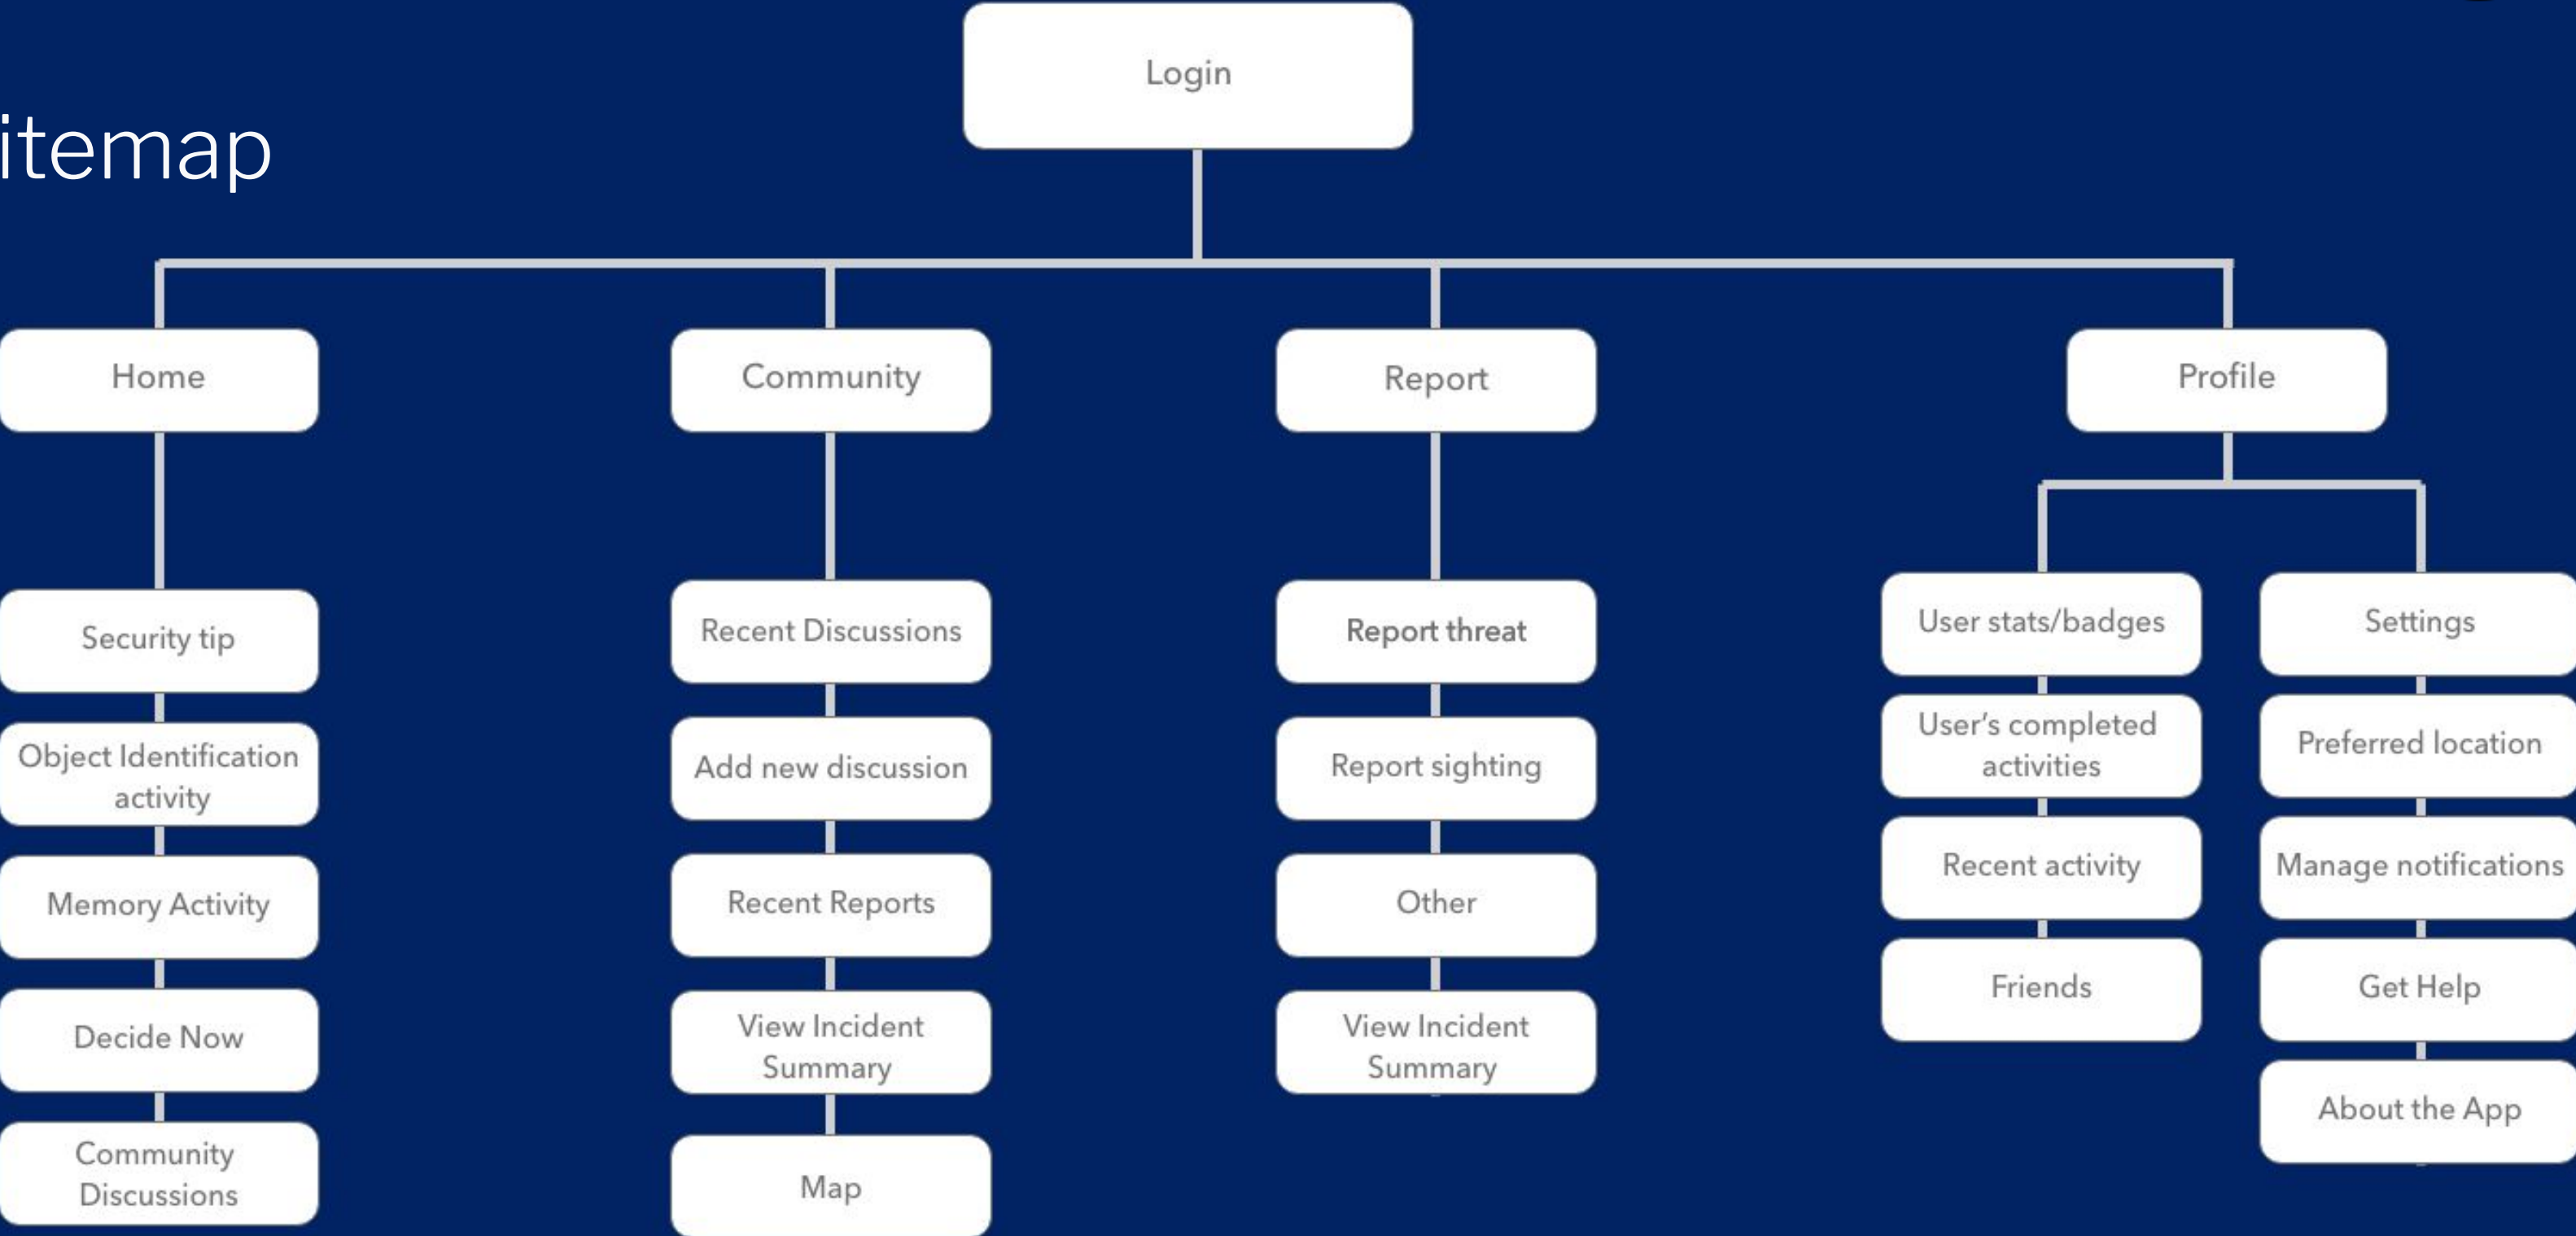 Login
itemap
Home
Community
Report
Profile
Security tip
Object Identification
activity
Memory Activity
Decide Now
Community
Discussions
Recent Discussions
Add new discussion
Recent Reports
View Incident
Summary
Map
Report threat
Report sighting
Other
View Incident
Summary
User stats/badges
User’s completed
activities
Recent activity
Friends
Settings
Preferred location
Manage notifications
Get Help
About the App